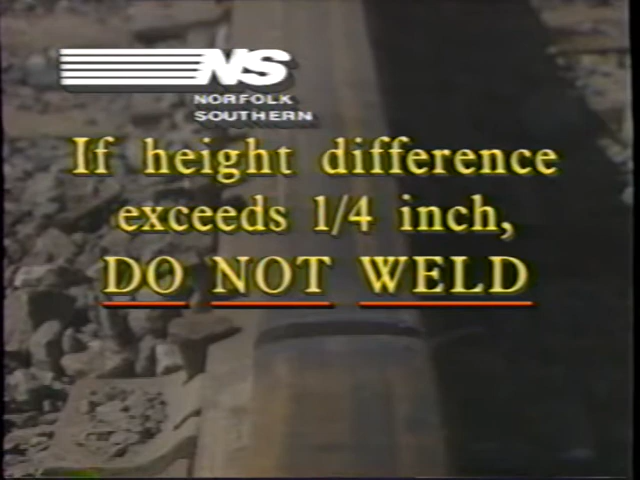 NS
NORFOLK
SOUTHERN
If height difference
exceeds 1/4 inch,
DO NOT WELD